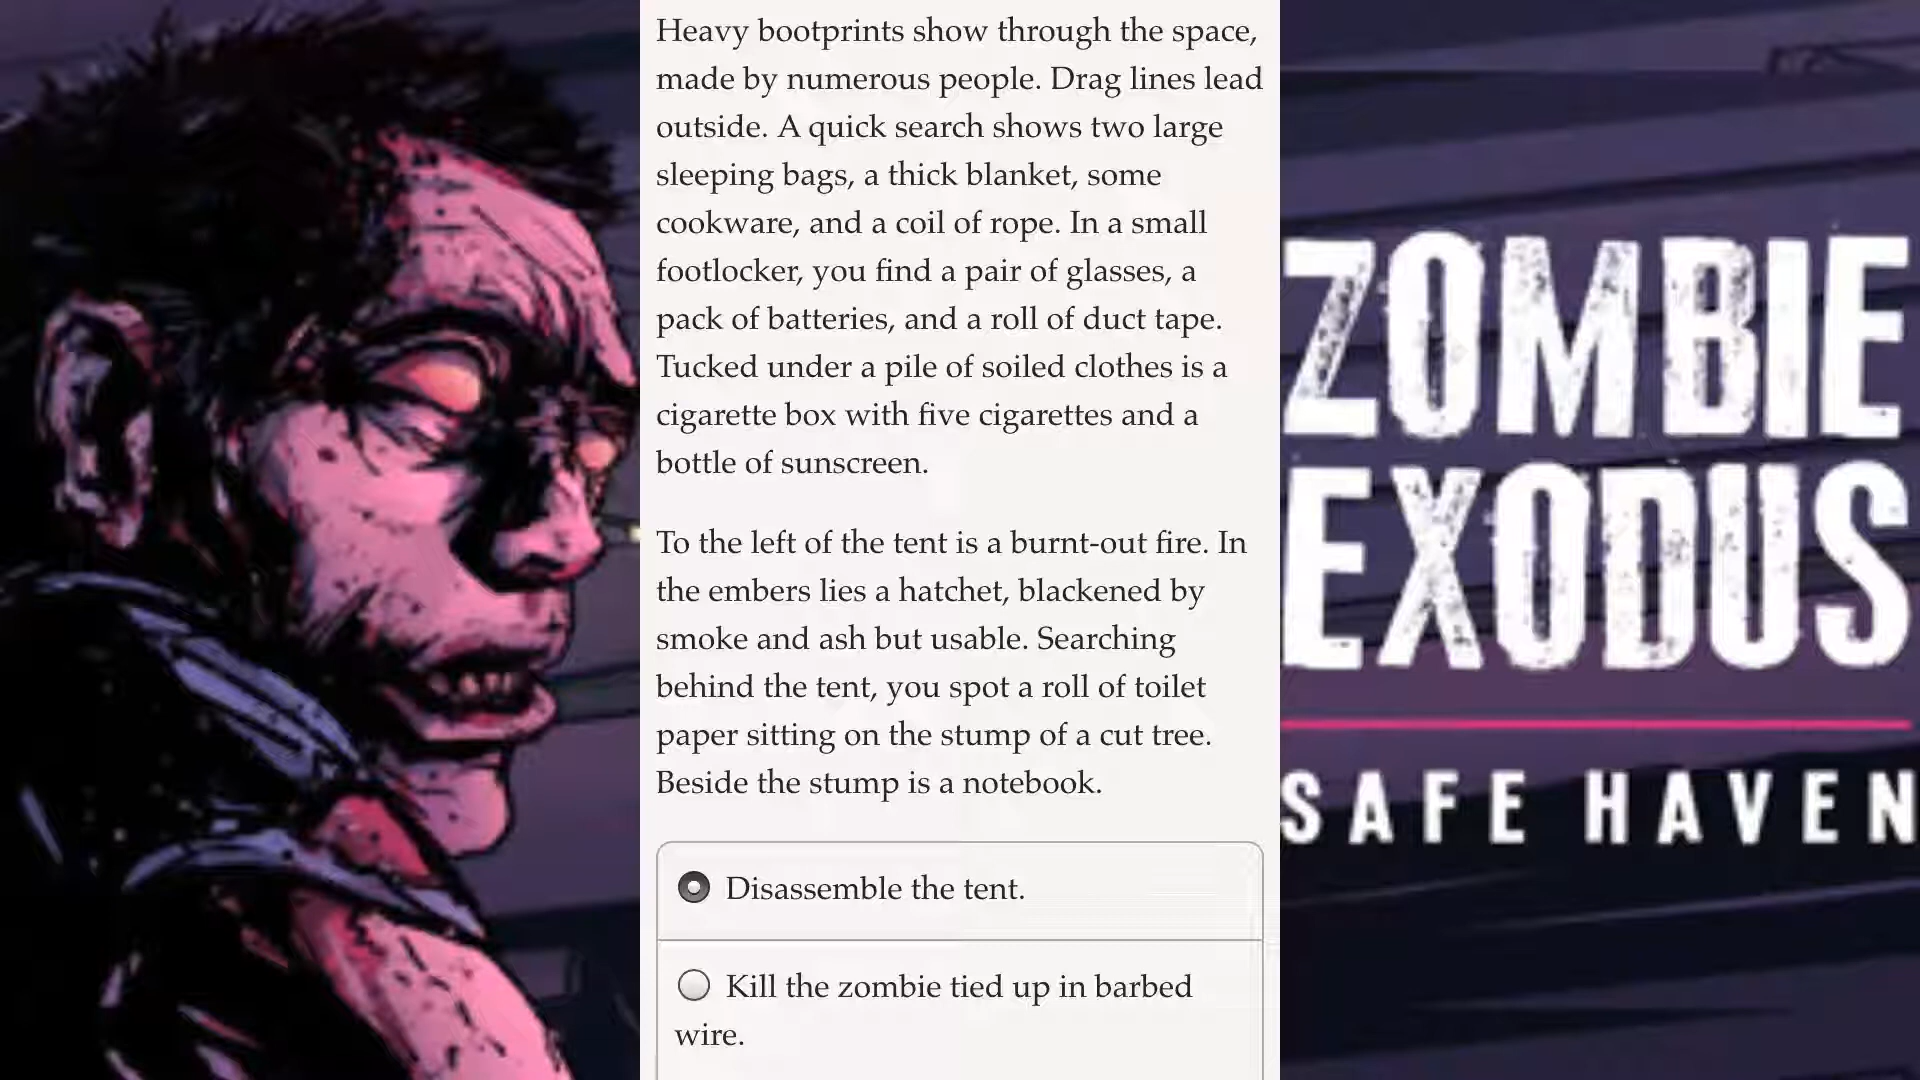 Heavy bootprints show through the space,
made by numerous people. Drag lines lead
outside. A quick search shows two large
sleeping bags, a thick blanket, some
cookware, and a coil of rope. In a small
footlocker, you find a pair of glasses, a
pack of batteries, and a roll of duct tape.
Tucked under a pile of soiled clothes is a
cigarette box with five cigarettes and a
bottle of sunscreen.
To the left of the tent is a burnt-out fire. In
the embers lies a hatchet, blackened by
smoke and ash but usable. Searching
behind the tent, you spot a roll of toilet
paper sitting on the stump of a cut tree.
Beside the stump is a notebook.
Disassemble the tent.
Kill the zombie tied up in barbed
wire.
ZOMBIE
EXODUS
SAFE HAVEN